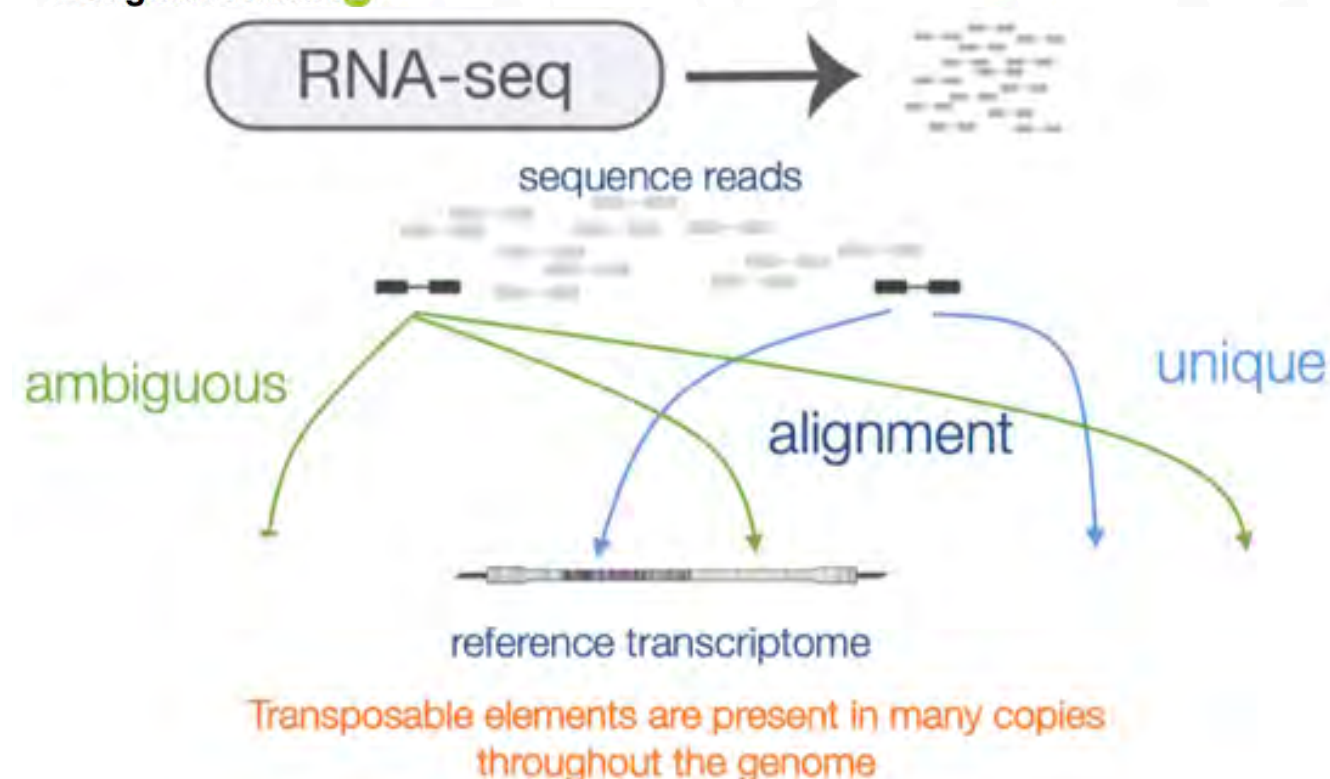 RNA-seq
sequence reads
ambiguous
unique
alignment
reference transcriptome
Transposable elements are present in many copies
throughout the genome